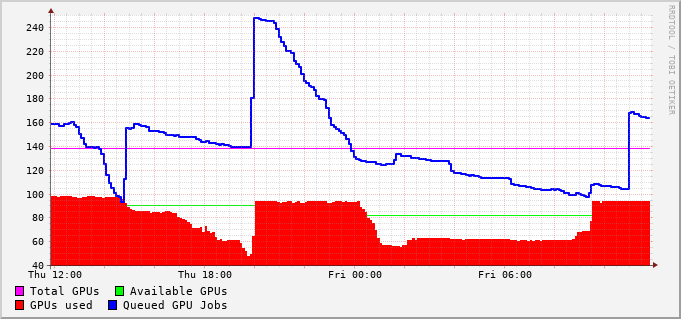 RRDTOOL / TOBI OETIKER
240
220
200
180
160
140
120
100
80
60
40
Thu 12:00 Thu 18:00 Fri 00:00 Fri 06:00
Total GPUs Available GPUs
GPUs used Queued GPU Jobs